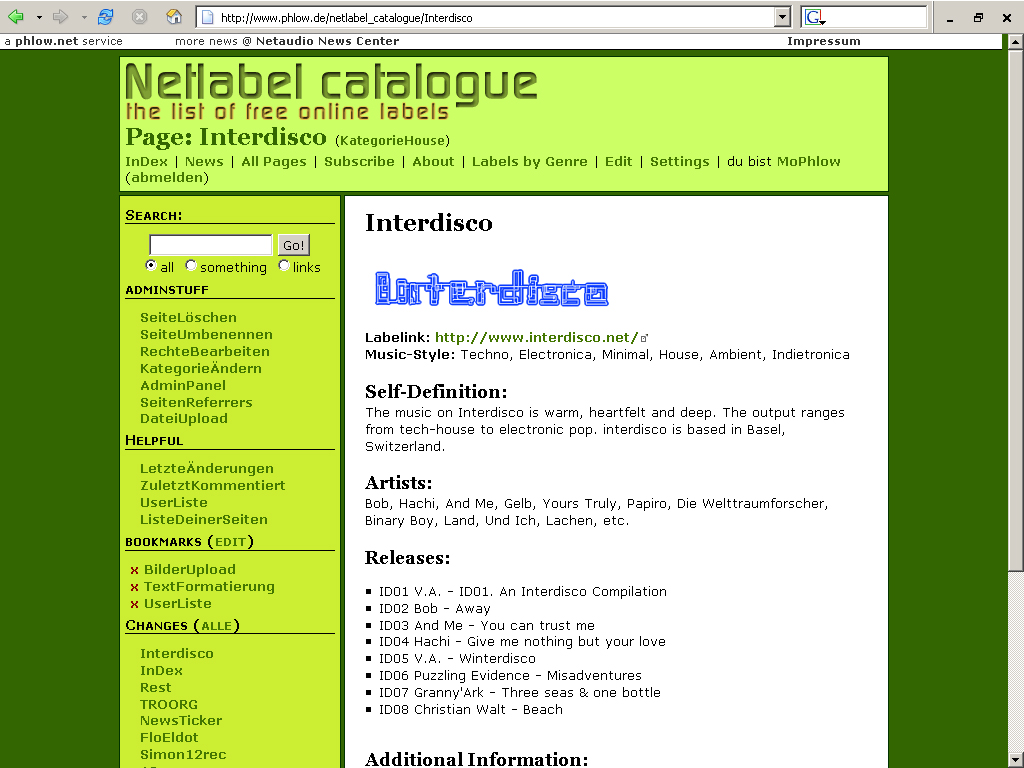 http://www.phlow.de/netlabel_catalogue/Interdisco
G
a phlow.net service
more news @ Netaudio News Center
Impressum
Netlabel catalogue
the list of free online labels
Page: Interdisco (KategorieHouse)
InDex | News | All Pages | Subscribe | About | Labels by Genre | Edit | Settings | du bist MoPhlow
(abmelden)
Search:
Go!
all something links
adminstuff
SeiteLöschen
SeiteUmbenennen
RechteBearbeiten
KategorieÄndern
AdminPanel
SeitenReferrers
DateiUpload
Helpful
LetzteÄnderungen
ZuletztKommentiert
UserListe
ListeDeinerSeiten
bookmarks (edit)
x BilderUpload
x TextFormatierung
x UserListe
Changes (alle)
Interdisco
InDex
Rest
TROORG
NewsTicker
FloEldot
Simon12rec
Interdisco
Interdisco
Labelink: http://www.interdisco.net/
Music-Style: Techno, Electronica, Minimal, House, Ambient, Indietronica
Self-Definition:
The music on Interdisco is warm, heartfelt and deep. The output ranges
from tech-house to electronic pop. interdisco is based in Basel,
Switzerland.
Artists:
Bob, Hachi, And Me, Gelb, Yours Truly, Papiro, Die Welttraumforscher,
Binary Boy, Land, Und Ich, Lachen, etc.
Releases:
▪ ID01 V.A. - ID01. An Interdisco Compilation
▪ ID02 Bob - Away
▪ ID03 And Me - You can trust me
▪ ID04 Hachi - Give me nothing but your love
▪ ID05 V.A. - Winterdisco
▪ ID06 Puzzling Evidence - Misadventures
▪ ID07 Granny'Ark - Three seas & one bottle
▪ ID08 Christian Walt - Beach
Additional Information: